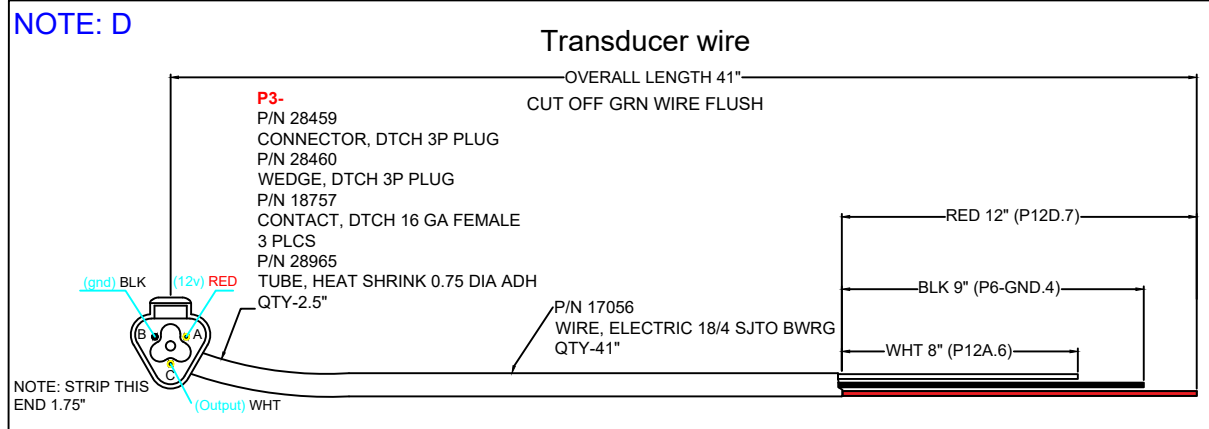 NOTE: D
Transducer wire
OVERALL LENGTH 41"
CUT OFF GRN WIRE FLUSH
P3-
P/N 28459
CONNECTOR, DTCH 3P PLUG
P/N 28460
WEDGE, DTCH 3P PLUG
P/N 18757
CONTACT, DTCH 16 GA FEMALE
3 PLCS
P/N 28965
TUBE, HEAT SHRINK 0.75 DIA ADH
QTY-2.5"
(gnd) BLK
(12v) RED
B
A
C
(Output) WHT
NOTE: STRIP THIS
END 1.75"
P/N 17056
WIRE, ELECTRIC 18/4 SJTO BWRG
QTY-41"
RED 12" (P12D.7)
BLK 9" (P6-GND.4)
WHT 8" (P12A.6)